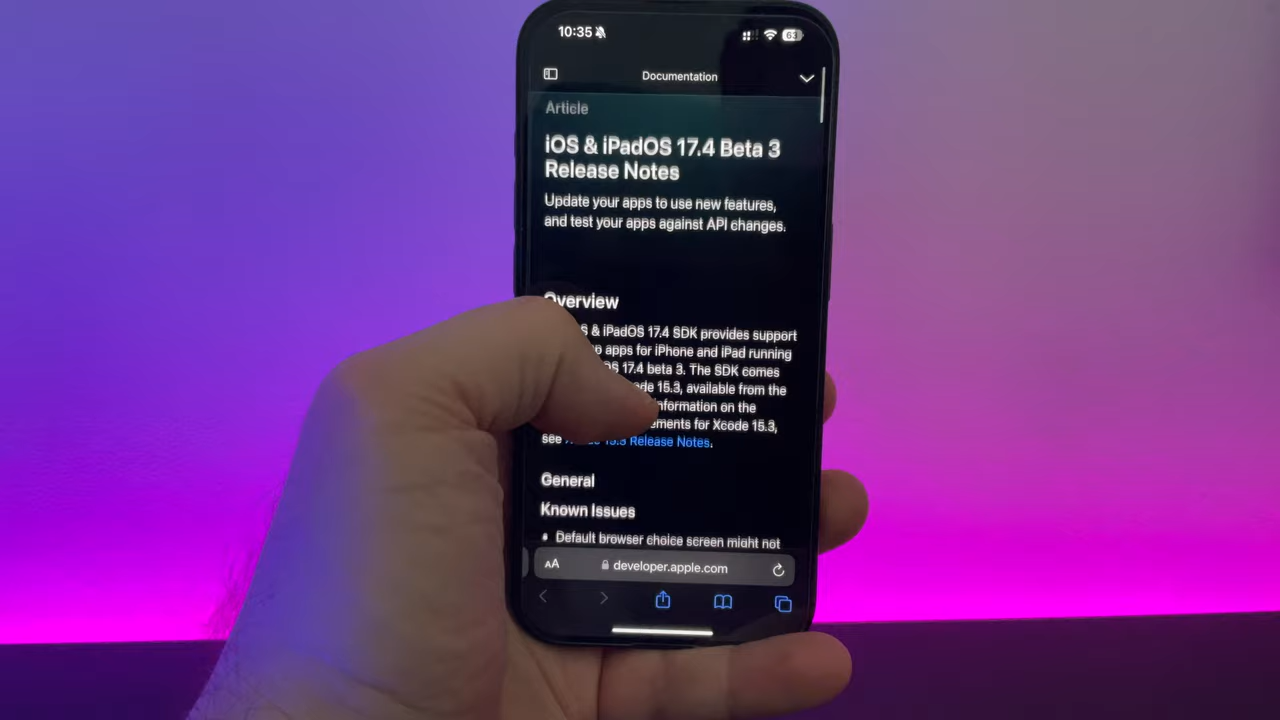 10:35
63
Documentation
Article
iOS & iPadOS 17.4 Beta 3
Release Notes
Update your apps to use new features,
and test your apps against API changes.
Overview
S & iPadOS 17.4 SDK provides support
apps for iPhone and iPad running
OS 17.4 beta 3. The SDK comes
de 15.3, available from the
information on the
ements for Xcode 15.3,
see 15.3 Release Notes.
General
Known Issues
• Default browser choice screen might not
AA developer.apple.com